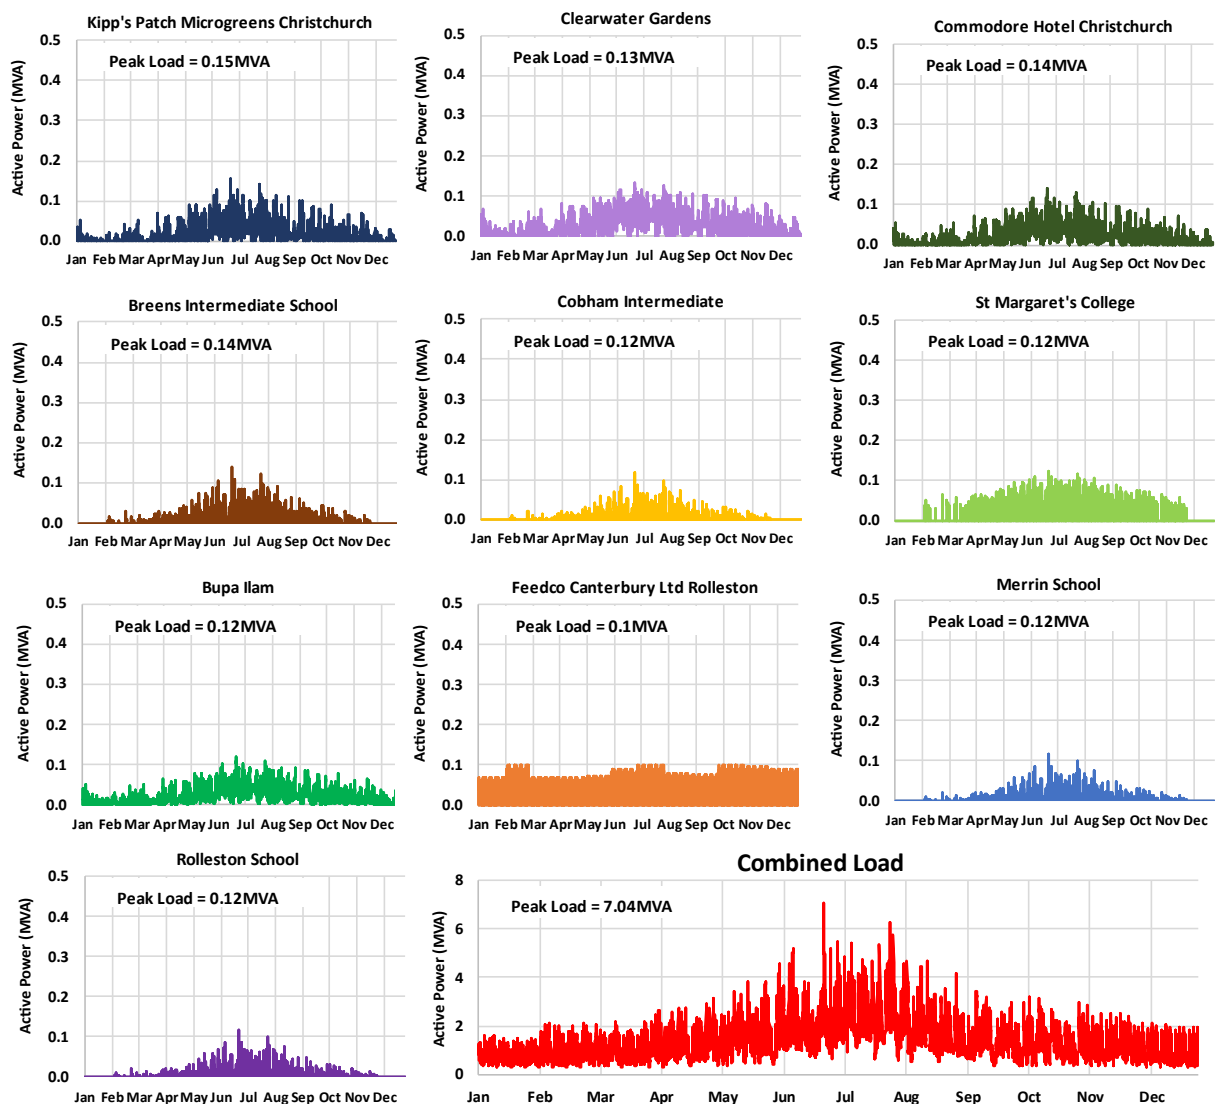 Kipp's Patch Microgreens Christchurch
Peak Load = 0.15MVA
Active Power (MVA)
0.5
0.4
0.3
0.2
0.1
0.0
Jan Feb Mar Apr May Jun Jul Aug Sep Oct Nov Dec
Clearwater Gardens
Peak Load = 0.13MVA
Active Power (MVA)
0.5
0.4
0.3
0.2
0.1
0.0
Jan Feb Mar Apr May Jun Jul Aug Sep Oct Nov Dec
Commodore Hotel Christchurch
Peak Load = 0.14MVA
Active Power (MVA)
0.5
0.4
0.3
0.2
0.1
0.0
Jan Feb Mar Apr May Jun Jul Aug Sep Oct Nov Dec
Breens Intermediate School
Peak Load = 0.14MVA
Active Power (MVA)
0.5
0.4
0.3
0.2
0.1
0.0
Jan Feb Mar Apr May Jun Jul Aug Sep Oct Nov Dec
Cobham Intermediate
Peak Load = 0.12MVA
Active Power (MVA)
0.5
0.4
0.3
0.2
0.1
0.0
Jan Feb Mar Apr May Jun Jul Aug Sep Oct Nov Dec
St Margaret's College
Peak Load = 0.12MVA
Active Power (MVA)
0.5
0.4
0.3
0.2
0.1
0.0
Jan Feb Mar Apr May Jun Jul Aug Sep Oct Nov Dec
Bupa Ilam
Peak Load = 0.12MVA
Active Power (MVA)
0.5
0.4
0.3
0.2
0.1
0.0
Jan Feb Mar Apr May Jun Jul Aug Sep Oct Nov Dec
Feedco Canterbury Ltd Rolleston
Peak Load = 0.1MVA
Active Power (MVA)
0.5
0.4
0.3
0.2
0.1
0.0
Jan Feb Mar Apr May Jun Jul Aug Sep Oct Nov Dec
Merrin School
Peak Load = 0.12MVA
Active Power (MVA)
0.5
0.4
0.3
0.2
0.1
0.0
Jan Feb Mar Apr May Jun Jul Aug Sep Oct Nov Dec
Rolleston School
Peak Load = 0.12MVA
Active Power (MVA)
0.5
0.4
0.3
0.2
0.1
0.0
Jan Feb Mar Apr May Jun Jul Aug Sep Oct Nov Dec
Combined Load
Peak Load = 7.04MVA
Active Power (MVA)
8
6
4
2
0
Jan Feb Mar Apr May Jun Jul Aug Sep Oct Nov Dec